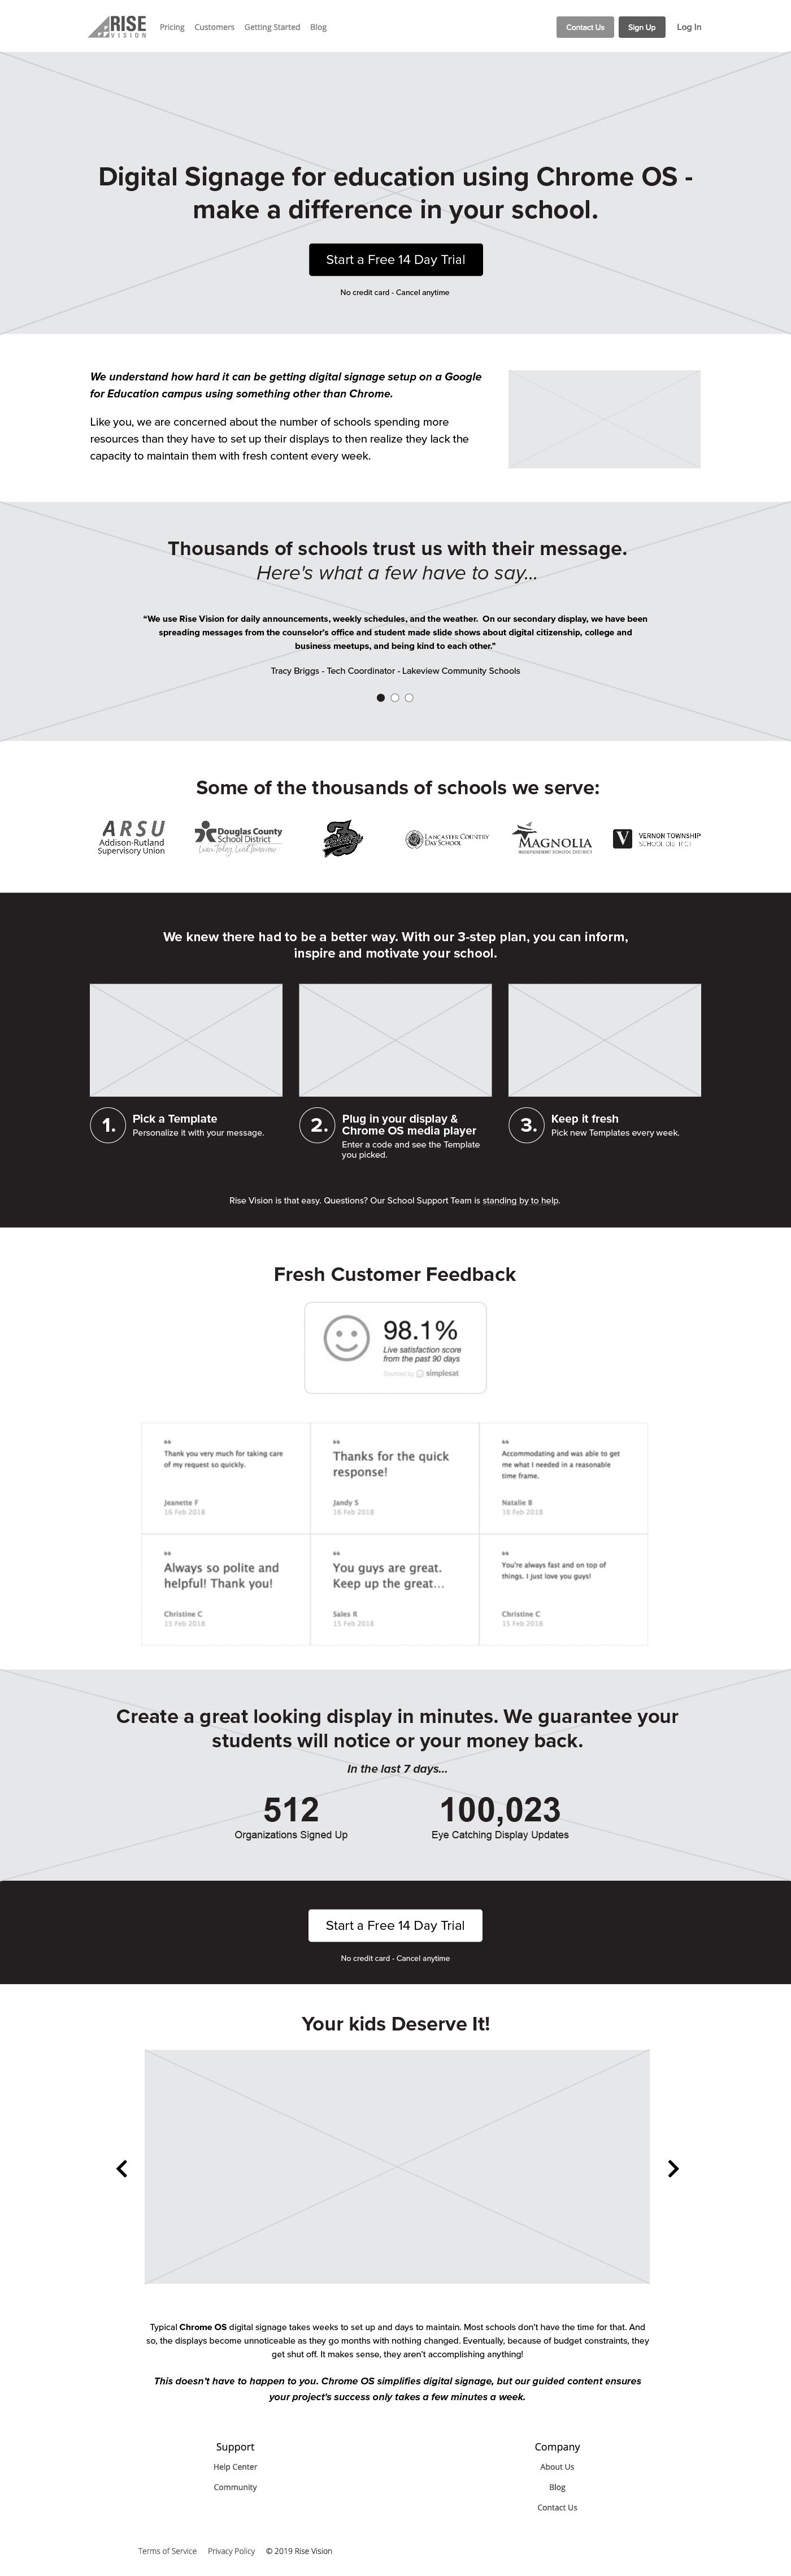 RISE
VISION
Pricing Customers Getting Started Blog
Contact Us Sign Up Log In
Digital Signage for education using Chrome OS -
make a difference in your school.
Start a Free 14 Day Trial
No credit card - Cancel anytime
We understand how hard it can be getting digital signage setup on a Google
for Education campus using something other than Chrome.
Like you, we are concerned about the number of schools spending more
resources than they have to set up their displays to then realize they lack the
capacity to maintain them with fresh content every week.
Thousands of schools trust us with their message.
Here's what a few have to say...
“We use Rise Vision for daily announcements, weekly schedules, and the weather. On our secondary display, we have been
spreading messages from the counselor's office and student made slide shows about digital citizenship, college and
business meetups, and being kind to each other.”
Tracy Briggs - Tech Coordinator - Lakeview Community Schools
Some of the thousands of schools we serve:
ARSU
Addison-Rutland
Supervisory Union
Douglas County
School District
Learn Today, Lead Tomorrow
LANCASTER COUNTRY
DAY SCHOOL
MAGNOLIA
INDEPENDENT SCHOOL DISTRICT
V
VERNON TOWNSHIP
SCHOOL DISTRICT
We knew there had to be a better way. With our 3-step plan, you can inform,
inspire and motivate your school.
1.
Pick a Template
Personalize it with your message.
2.
Plug in your display &
Chrome OS media player
Enter a code and see the Template
you picked.
3.
Keep it fresh
Pick new Templates every week.
Rise Vision is that easy. Questions? Our School Support Team is standing by to help.
Fresh Customer Feedback
98.1%
Live satisfaction score
from the past 90 days
Sourced by simplesat
“
Thank you very much for taking care
of my request so quickly.
Jeanette F
16 Feb 2018
“
Thanks for the quick
response!
Jandy S
16 Feb 2018
“
Accommodating and was able to get
me what I needed in a reasonable
time frame.
Natalie B
16 Feb 2018
“
Always so polite and
helpful! Thank you!
Christine C
15 Feb 2018
“
You guys are great.
Keep up the great...
Sales R
15 Feb 2018
“
You're always fast and on top of
things. I just love you guys!
Christine C
15 Feb 2018
Create a great looking display in minutes. We guarantee your
students will notice or your money back.
In the last 7 days...
512
Organizations Signed Up
100,023
Eye Catching Display Updates
Start a Free 14 Day Trial
No credit card - Cancel anytime
Your kids Deserve It!
Typical Chrome OS digital signage takes weeks to set up and days to maintain. Most schools don't have the time for that. And
so, the displays become unnoticeable as they go months with nothing changed. Eventually, because of budget constraints, they
get shut off. It makes sense, they aren't accomplishing anything!
This doesn't have to happen to you. Chrome OS simplifies digital signage, but our guided content ensures
your project's success only takes a few minutes a week.
Support
Help Center
Community
Company
About Us
Blog
Contact Us
Terms of Service Privacy Policy © 2019 Rise Vision